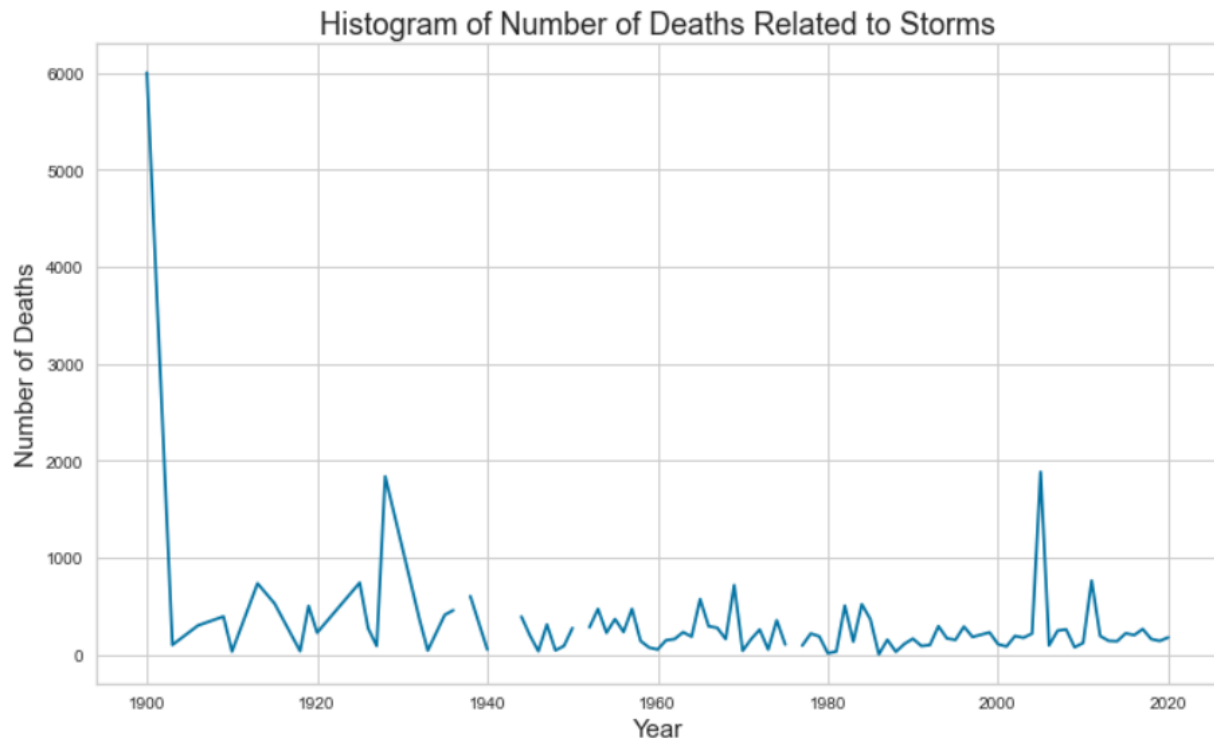 Histogram of Number of Deaths Related to Storms
Number of Deaths
6000
5000
4000
3000
2000
1000
0
1900 1920 1940 1960 1980 2000 2020
Year